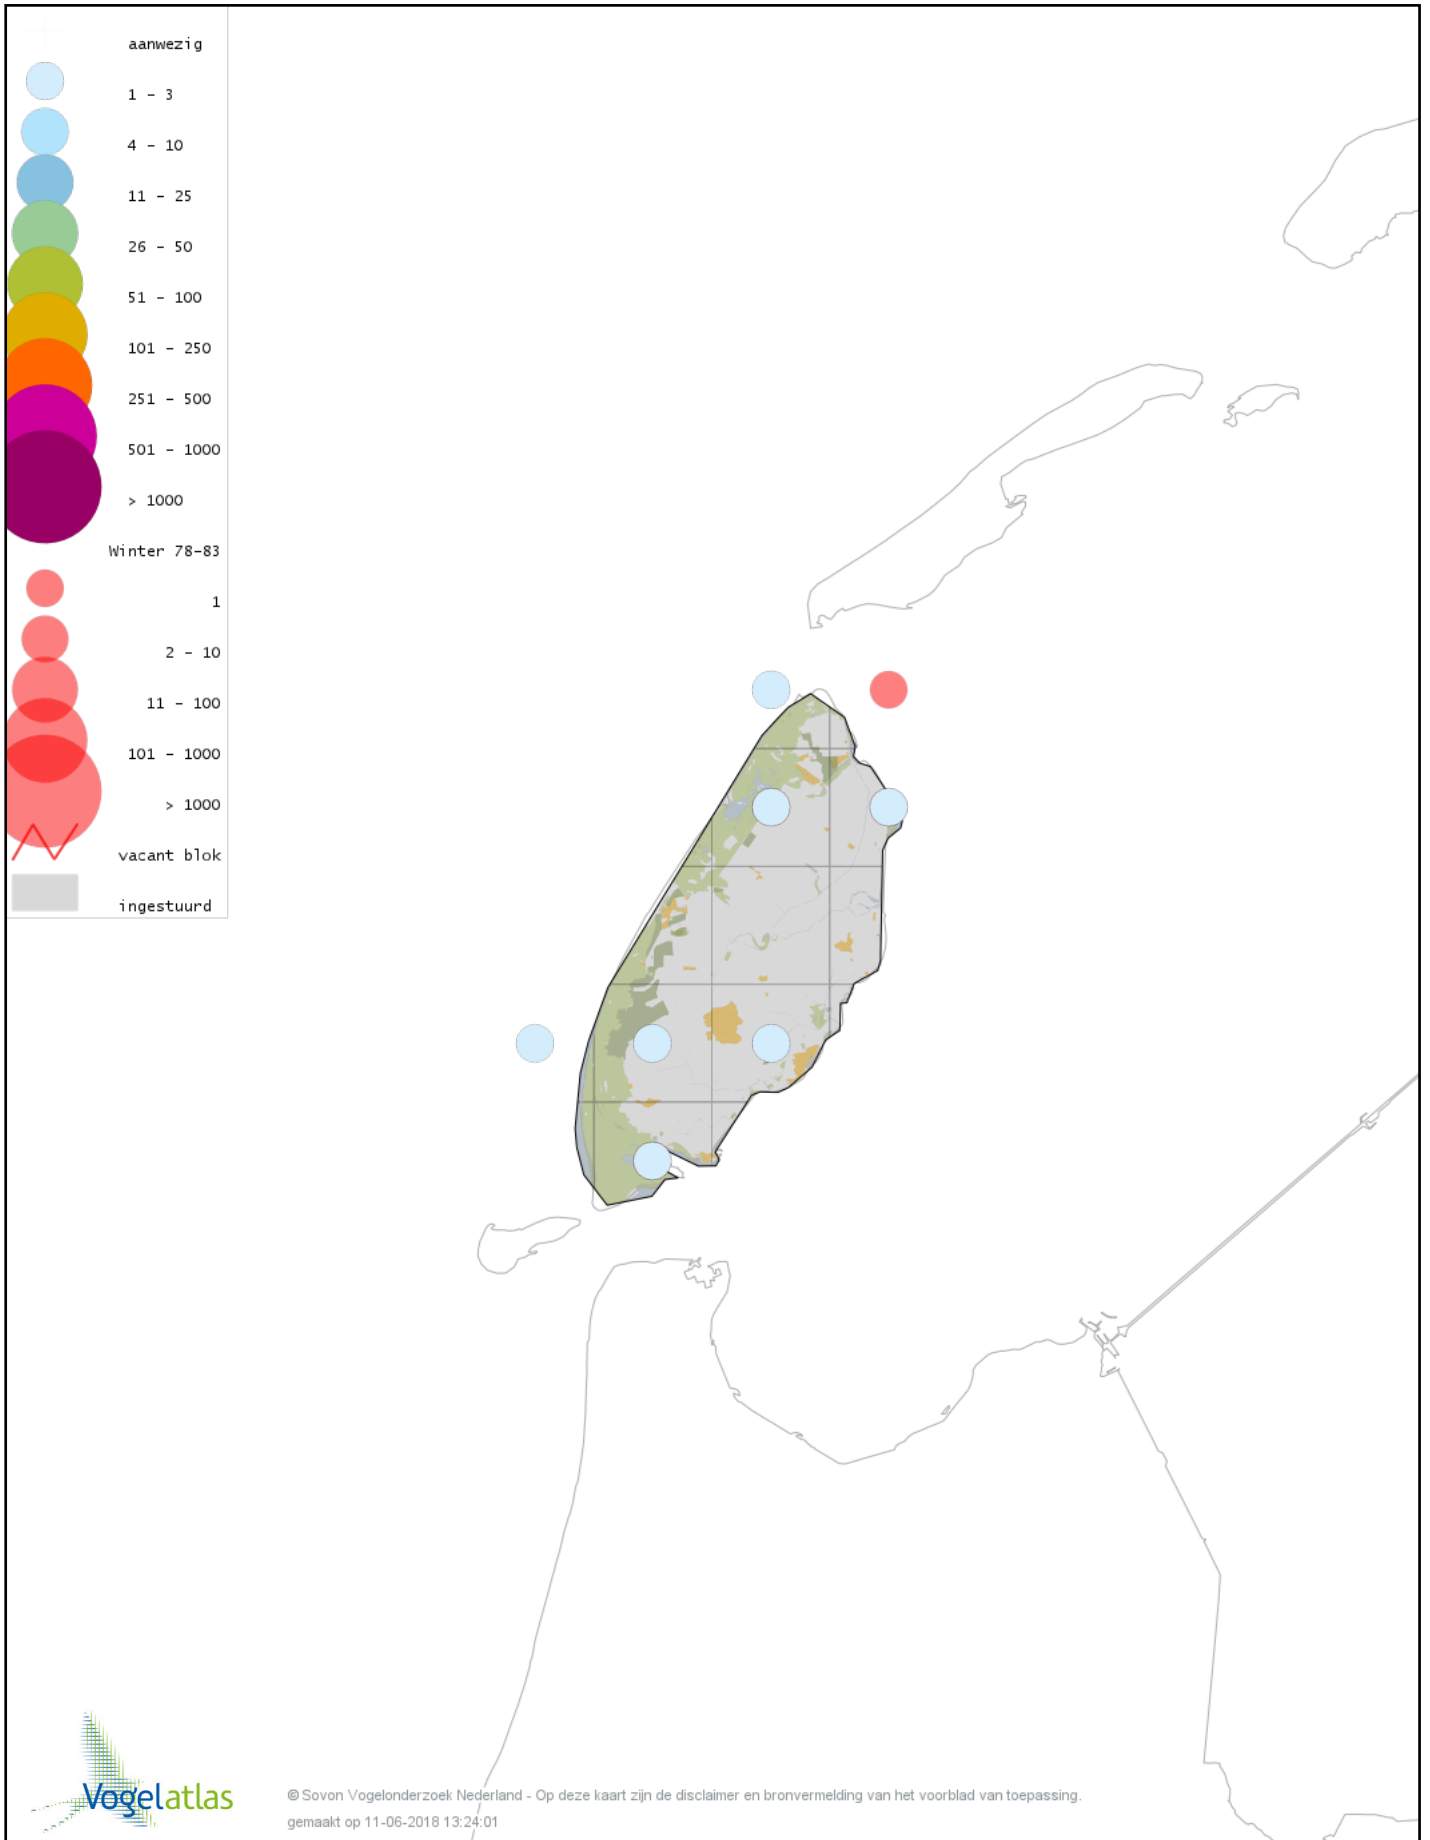 aanwezig
1 - 3
4 - 10
11 - 25
26 - 50
51 - 100
101 - 250
251 - 500
501 - 1000
> 1000
Winter 78-83
1
2 - 10
11 - 100
101 - 1000
> 1000
vacant blok
ingestuurd
Vogelatlas
© Sovon Vogelonderzoek Nederland - Op deze kaart zijn de disclaimer en bronvermelding van het voorblad van toepassing.
gemaakt op 11-06-2018 13:24:01